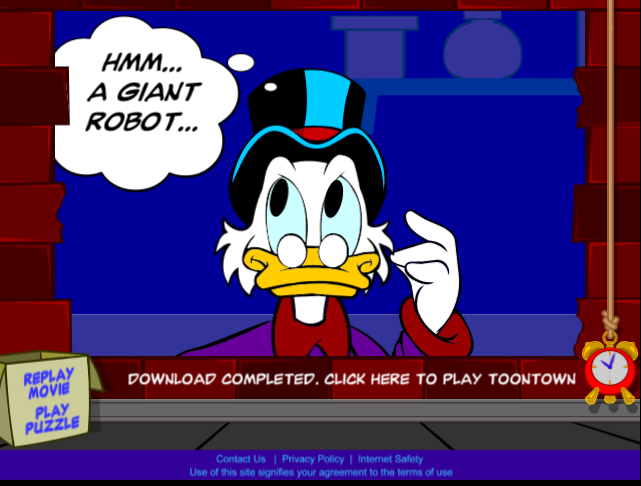 HMM...
A GIANT
ROBOT...
DOWNLOAD COMPLETED. CLICK HERE TO PLAY TOONTOWN
REPLAY
MOVIE
PLAY
PUZZLE
Contact Us | Privacy Policy | Internet Safety
Use of this site signifies your agreement to the terms of use